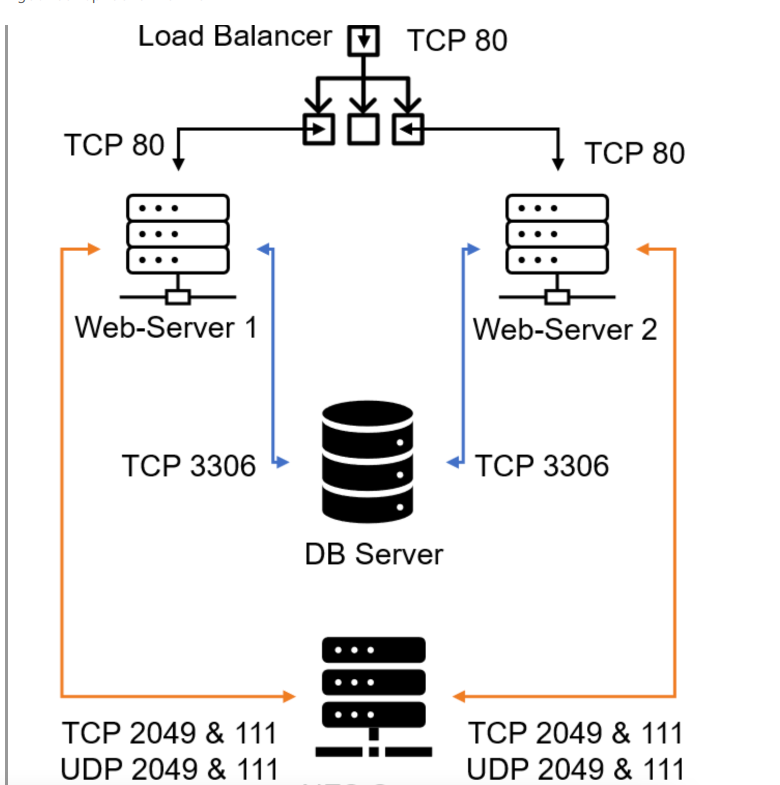 Load Balancer TCP 80
TCP 80
TCP 80
Web-Server 1
Web-Server 2
TCP 3306
TCP 3306
DB Server
TCP 2049 & 111
UDP 2049 & 111
TCP 2049 & 111
UDP 2049 & 111